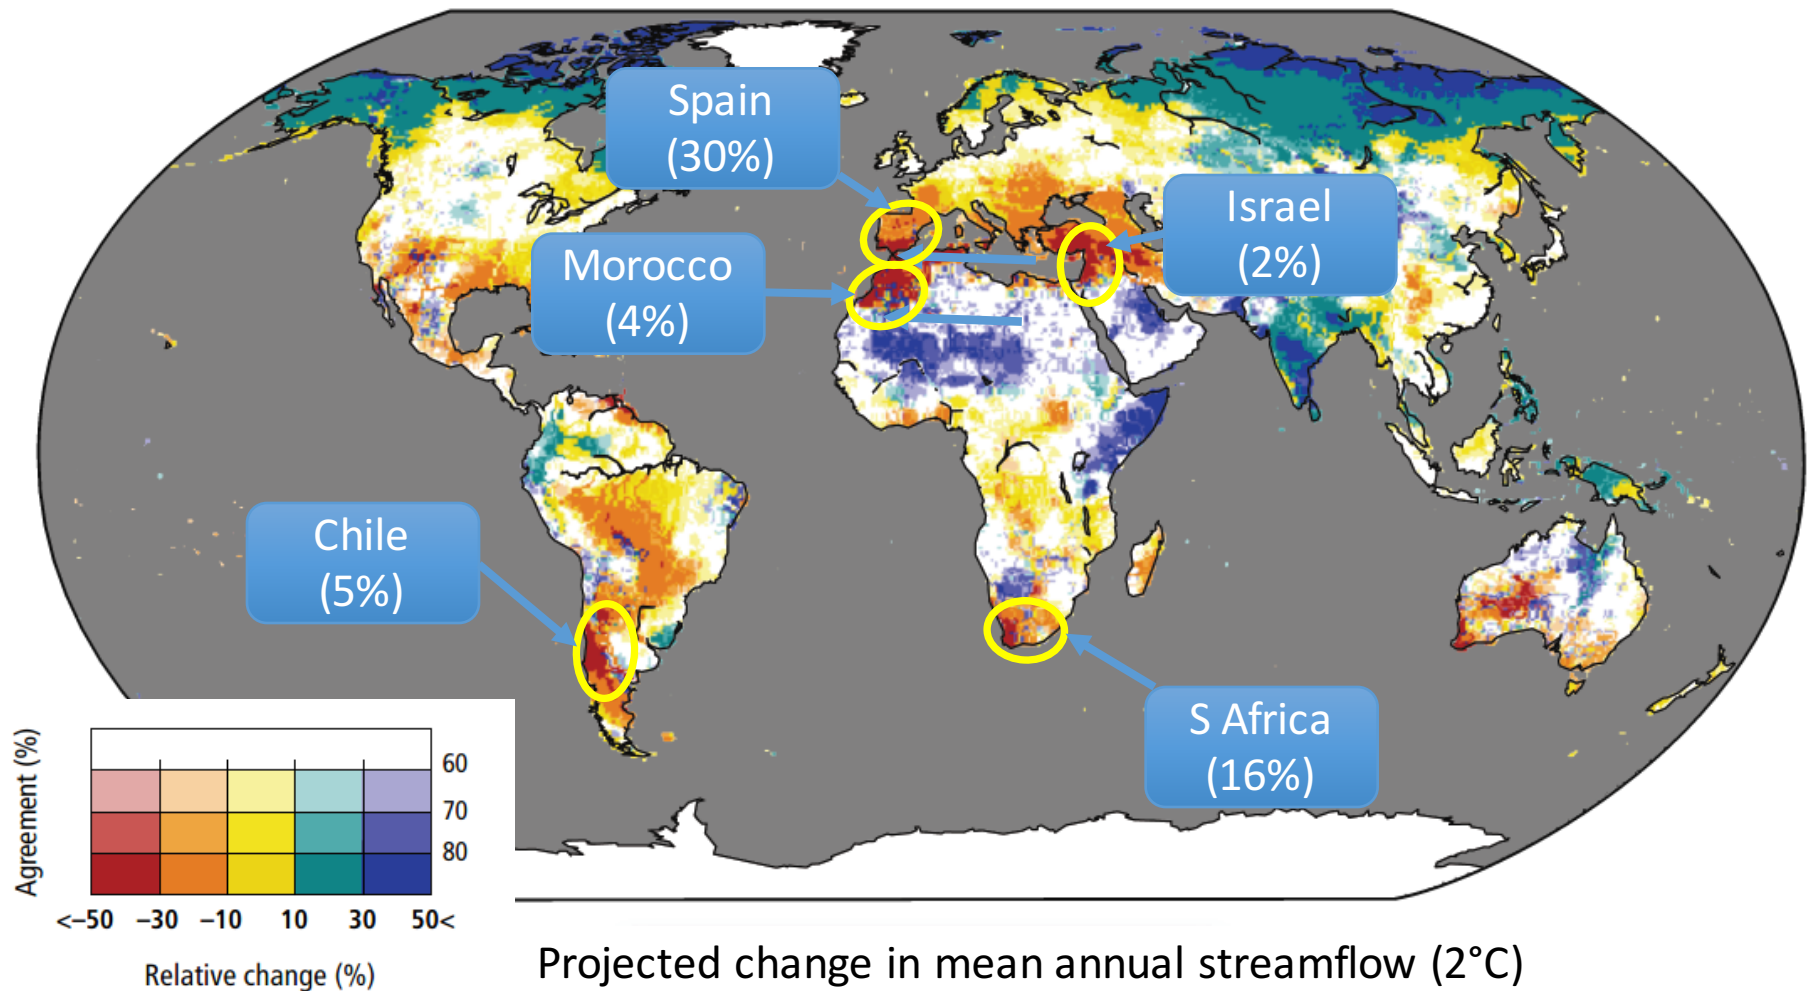 Spain
(30%)
Israel
(2%)
Morocco
(4%)
Chile
(5%)
S Africa
(16%)
Agreement (%)
60
70
80
<–50 –30 –10 10 30 50<
Relative change (%)
Projected change in mean annual streamflow (2°C)